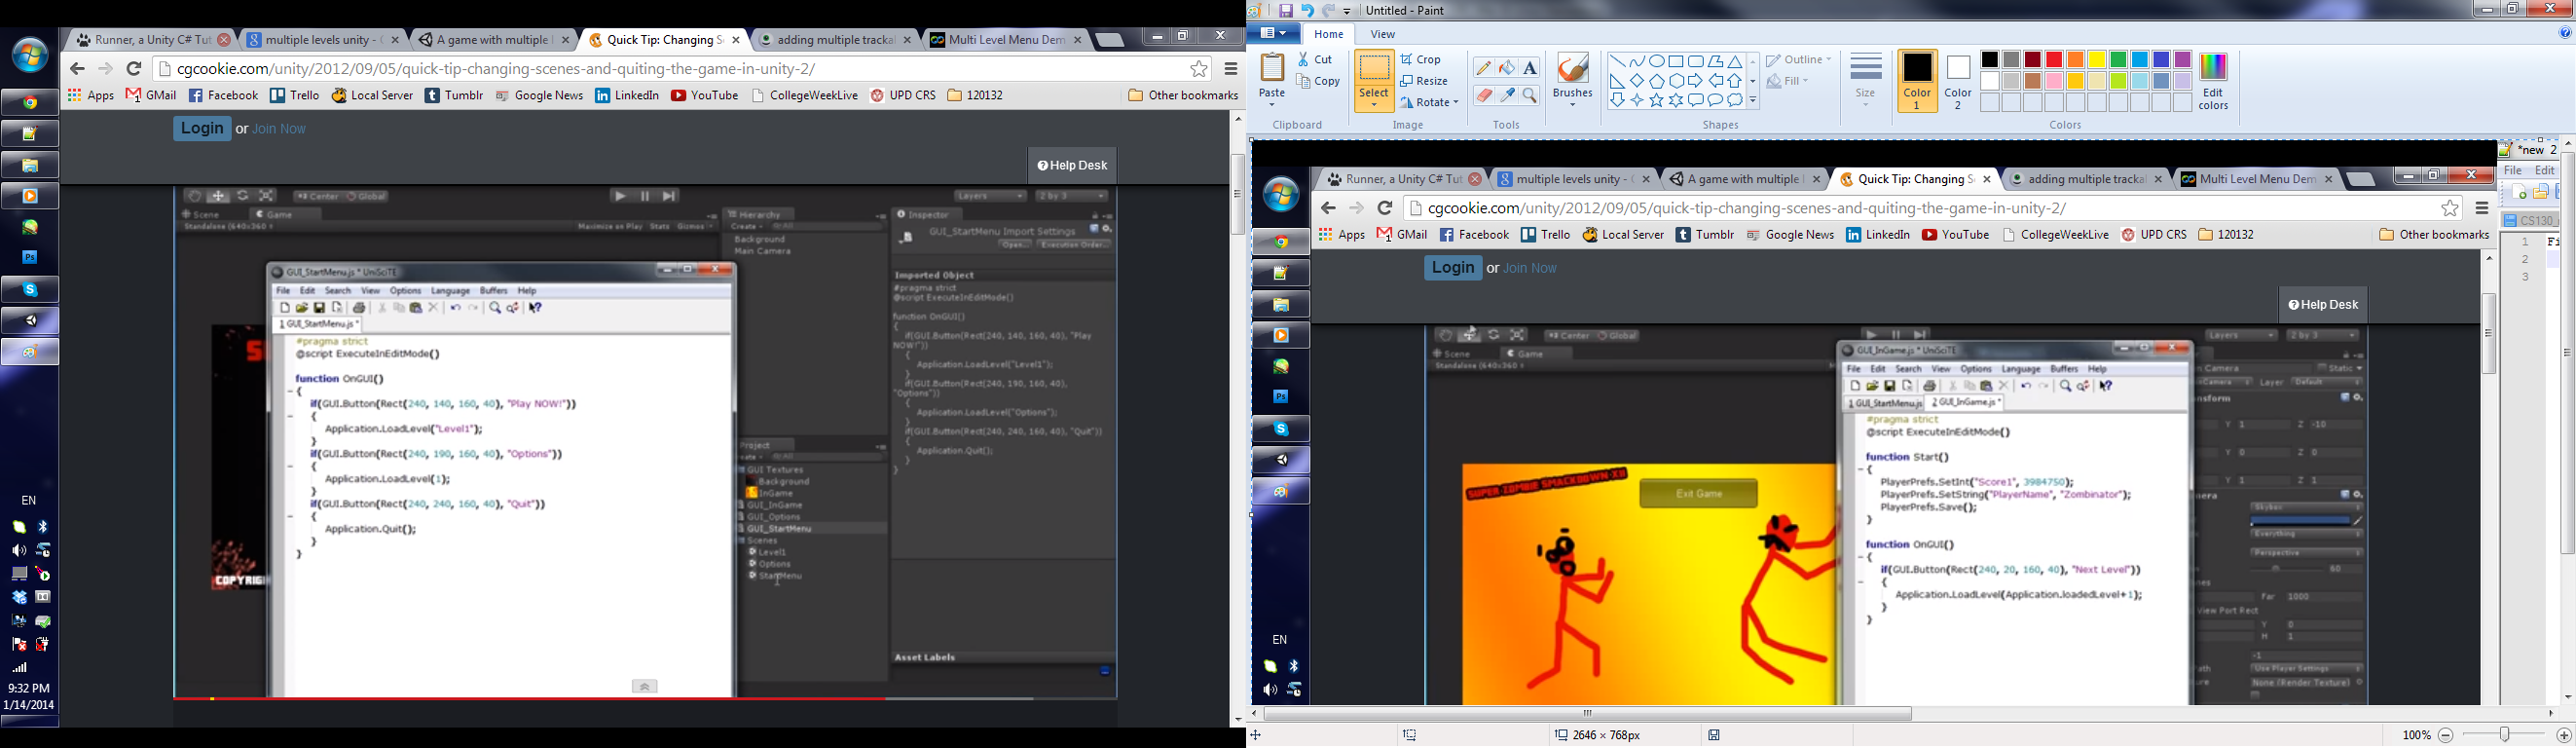 Runner, a Unity C# Tut
multiple levels unity - G
A game with multiple l
Quick Tip: Changing S
adding multiple trackal
Multi Level Menu Dem
cgcookie.com/unity/2012/09/05/quick-tip-changing-scenes-and-quiting-the-game-in-unity-2/
Apps GMail Facebook Trello Local Server Tumblr Google News LinkedIn YouTube CollegeWeekLive UPD CRS 120132 Other bookmarks
Login or Join Now
Help Desk
Center Global Layers 2 by 3
Scene Game Hierarchy Inspector
Standalone (640x360 Maximize on Play Stats Gizmos Create All
Background
Main Camera
GUI_StartMenu Import Settings
Open... Execution Order...
Imported Object
#pragma strict
@script ExecuteInEditMode()
function OnGUI()
{
if(GUI.Button(Rect(240, 140, 160, 40), "Play
NOW!"))
{
Application.LoadLevel("Level1");
}
if(GUI.Button(Rect(240, 190, 160, 40),
"Options"))
{
Application.LoadLevel("Options");
}
if(GUI.Button(Rect(240, 240, 160, 40), "Quit"))
{
Application.Quit();
}
}
Asset Labels
GUI_StartMenu.js * UniSciTE
File Edit Search View Options Language Buffers Help
1 GUI_StartMenu.js *
#pragma strict
@script ExecuteInEditMode()
function OnGUI()
{
if(GUI.Button(Rect(240, 140, 160, 40), "Play NOW!"))
{
Application.LoadLevel("Level1");
}
if(GUI.Button(Rect(240, 190, 160, 40), "Options"))
{
Application.LoadLevel(1);
}
if(GUI.Button(Rect(240, 240, 160, 40), "Quit"))
{
Application.Quit();
}
}
Project
Create All
GUI Textures
Background
InGame
GUI_InGame
GUI_Options
GUI_StartMenu
Scenes
Level1
Options
StartMenu
COPYRIGH
EN
9:32 PM
1/14/2014
Untitled - Paint
Home View
Paste
Cut
Copy
Clipboard
Select
Crop
Resize
Rotate
Image
Tools
Brushes
Shapes
Outline
Fill
Size
Color
1
Color
2
Edit
colors
Colors
Runner, a Unity C# Tut
multiple levels unity - G
A game with multiple l
Quick Tip: Changing S
adding multiple trackal
Multi Level Menu Dem
cgcookie.com/unity/2012/09/05/quick-tip-changing-scenes-and-quiting-the-game-in-unity-2/
Apps GMail Facebook Trello Local Server Tumblr Google News LinkedIn YouTube CollegeWeekLive UPD CRS 120132 Other bookmarks
Login or Join Now
Help Desk
Center Global Layers 2 by 3
Scene Game
Standalone (640x360
SUPER ZOMBIE SMACKDOWN XII
Exit Game
GUI_InGame.js * UniSciTE
File Edit Search View Options Language Buffers Help
1 GUI_StartMenu.js 2 GUI_InGame.js *
#pragma strict
@script ExecuteInEditMode()
function Start()
{
PlayerPrefs.SetInt("Score1", 3984750);
PlayerPrefs.SetString("PlayerName", "Zombinator");
PlayerPrefs.Save();
}
function OnGUI()
{
if(GUI.Button(Rect(240, 20, 160, 40), "Next Level"))
{
Application.LoadLevel(Application.loadedLevel+1);
}
}
Camera Static
Layer Default
nsform
Y 1 Z -10
Y 0 Z 0
Y 1 Z 1
mera
Skybox
Everything
Perspective
60
Far 1000
View Port Rect
Y 0
H 1
-1
Use Player Settings
None (Render Texture)
EN
*new 2
File Edit
CS130
1
2
3
2646 × 768px
100%